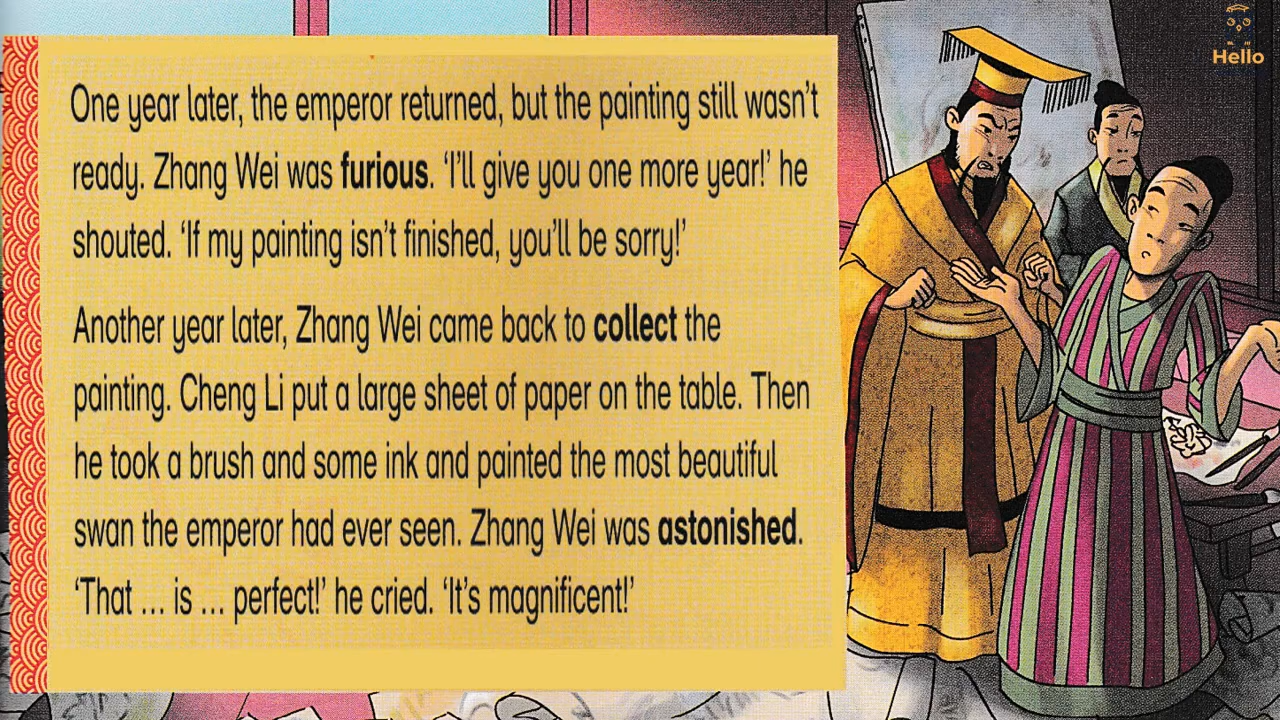 One year later, the emperor returned, but the painting still wasn't
ready. Zhang Wei was furious. 'I'll give you one more year!' he
shouted. 'If my painting isn't finished, you'll be sorry!'
Another year later, Zhang Wei came back to collect the
painting. Cheng Li put a large sheet of paper on the table. Then
he took a brush and some ink and painted the most beautiful
swan the emperor had ever seen. Zhang Wei was astonished.
'That ... is ... perfect!' he cried. 'It's magnificent!'
Hello